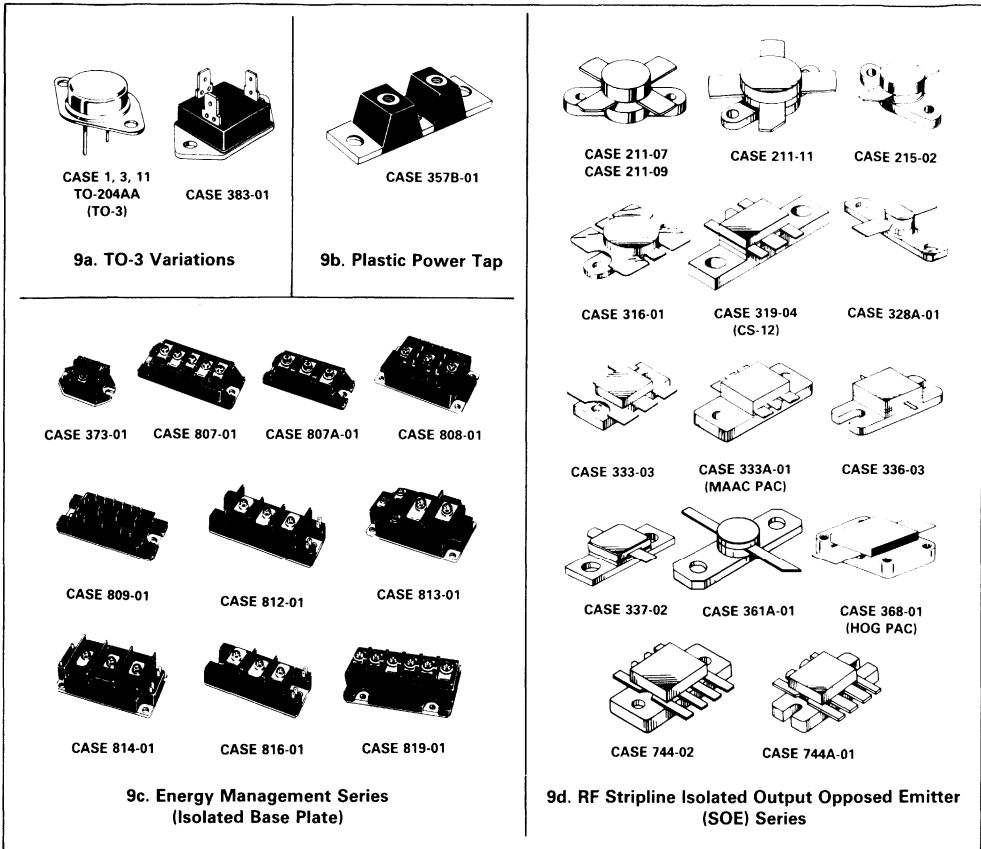 CASE 1, 3, 11
TO-204AA
(TO-3)
CASE 383-01
9a. TO-3 Variations
CASE 357B-01
9b. Plastic Power Tap
CASE 373-01
CASE 807-01
CASE 807A-01
CASE 808-01
CASE 809-01
CASE 812-01
CASE 813-01
CASE 814-01
CASE 816-01
CASE 819-01
9c. Energy Management Series
(Isolated Base Plate)
CASE 211-07
CASE 211-09
CASE 211-11
CASE 215-02
CASE 316-01
CASE 319-04
(CS-12)
CASE 328A-01
CASE 333-03
CASE 333A-01
(MAAC PAC)
CASE 336-03
CASE 337-02
CASE 361A-01
CASE 368-01
(HOG PAC)
CASE 744-02
CASE 744A-01
9d. RF Stripline Isolated Output Opposed Emitter
(SOE) Series